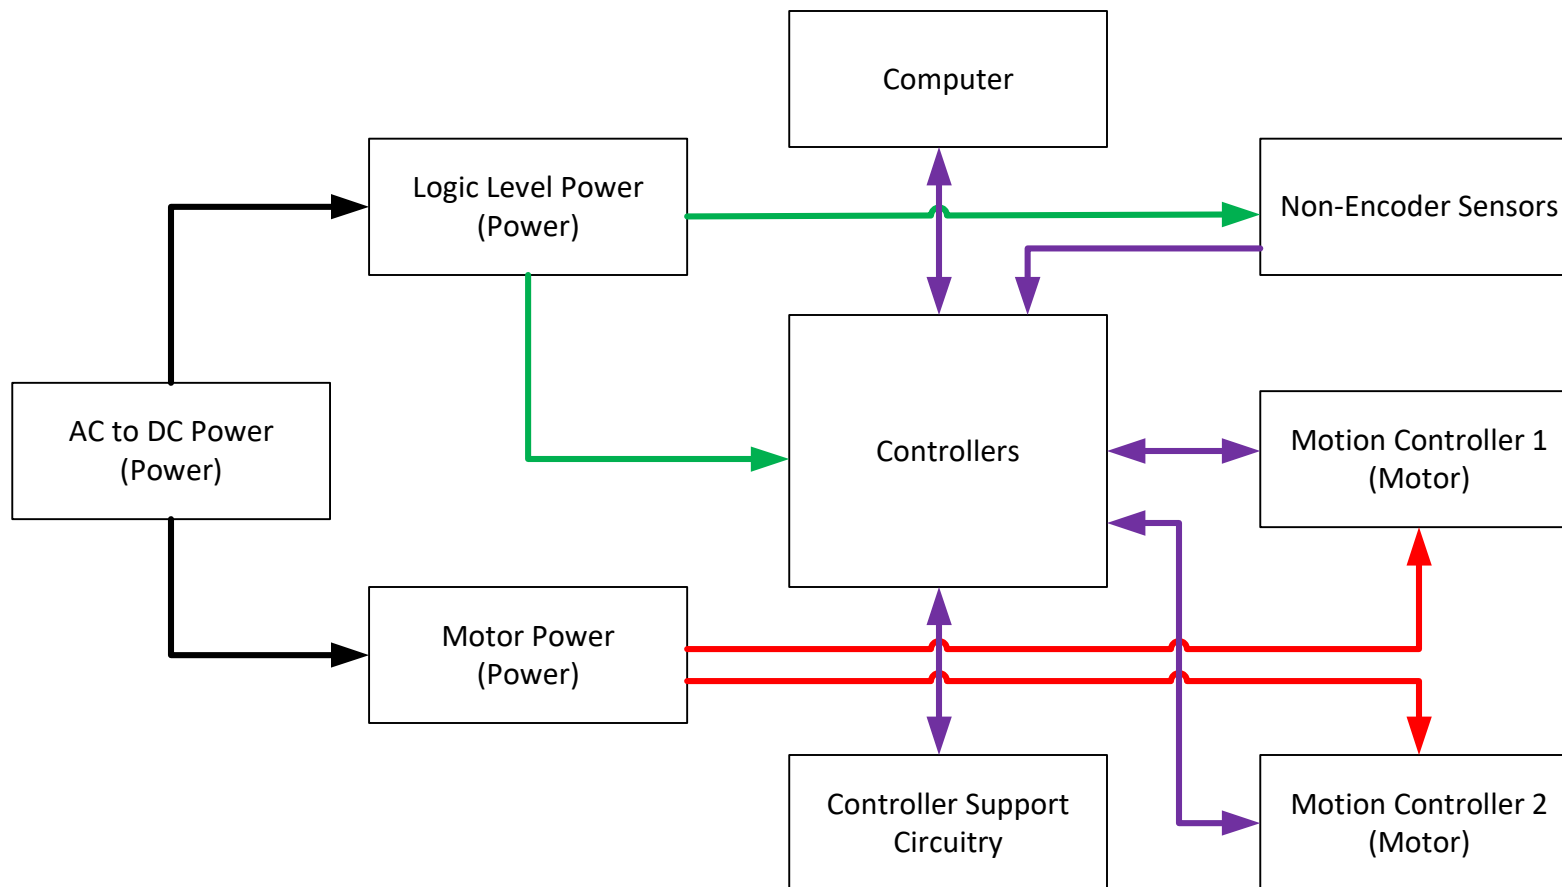 Computer
Logic Level Power
(Power)
Non-Encoder Sensors
AC to DC Power
(Power)
Controllers
Motion Controller 1
(Motor)
Motor Power
(Power)
Controller Support
Circuitry
Motion Controller 2
(Motor)